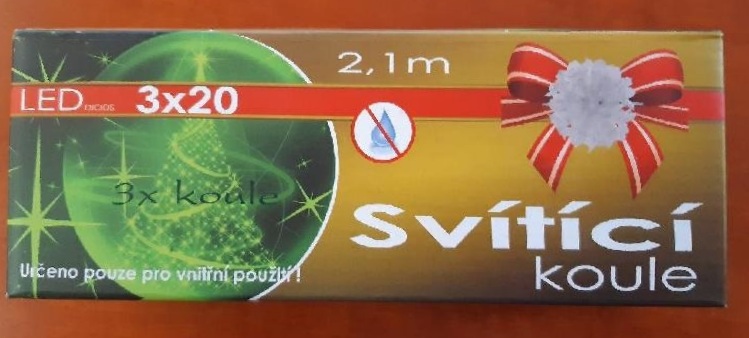 2,1m
LED DIODS 3x20
3x koule
Svítící
koule
Určeno pouze pro vnitřní použití!